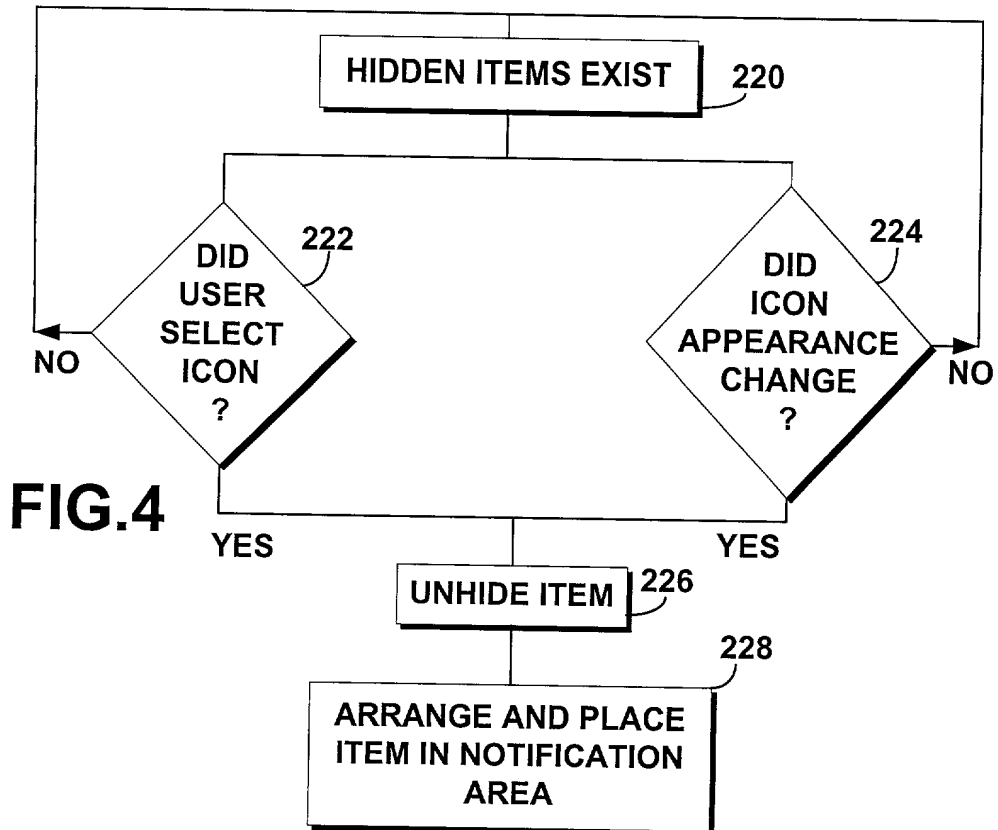 HIDDEN ITEMS EXIST
220
DID
USER
SELECT
ICON
?
222
NO
DID
ICON
APPEARANCE
CHANGE
?
224
NO
FIG.4
YES
YES
UNHIDE ITEM
226
228
ARRANGE AND PLACE
ITEM IN NOTIFICATION
AREA